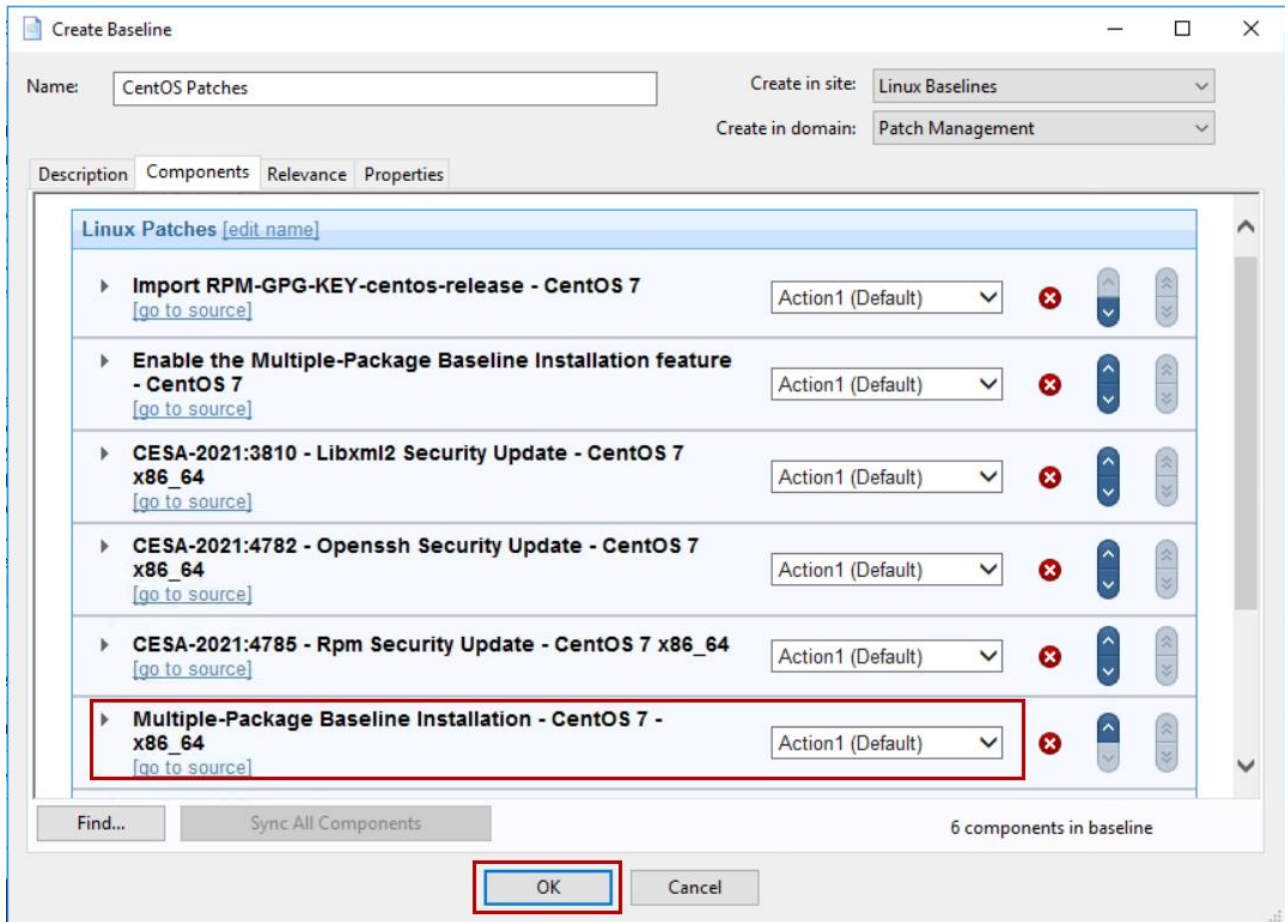 Create Baseline
Name: CentOS Patches
Create in site: Linux Baselines
Create in domain: Patch Management
Description Components Relevance Properties
Linux Patches [edit name]
Import RPM-GPG-KEY-centos-release - CentOS 7
[go to source]
Action1 (Default)
Enable the Multiple-Package Baseline Installation feature
- CentOS 7
[go to source]
Action1 (Default)
CESA-2021:3810 - Libxml2 Security Update - CentOS 7
x86_64
[go to source]
Action1 (Default)
CESA-2021:4782 - Openssh Security Update - CentOS 7
x86_64
[go to source]
Action1 (Default)
CESA-2021:4785 - Rpm Security Update - CentOS 7 x86_64
[go to source]
Action1 (Default)
Multiple-Package Baseline Installation - CentOS 7 -
x86_64
[go to source]
Action1 (Default)
Find... Sync All Components 6 components in baseline
OK Cancel